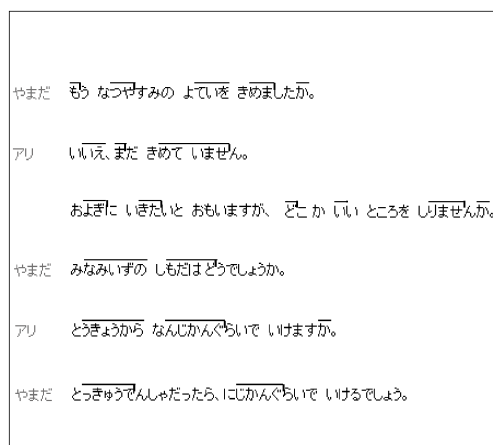 やまだ もう なつやすみの よていを きめましたか。
アリ いいえ、まだ きめて いません。
およぎに いきたいと おもいますが、 どこ か いい ところを しりませんか。
やまだ みなみいずの しもだは どうでしょうか。
アリ とうきょうから なんじかんぐらいで いけますか。
やまだ とっきゅうでんしゃだったら、にじかんぐらいで いけるでしょう。